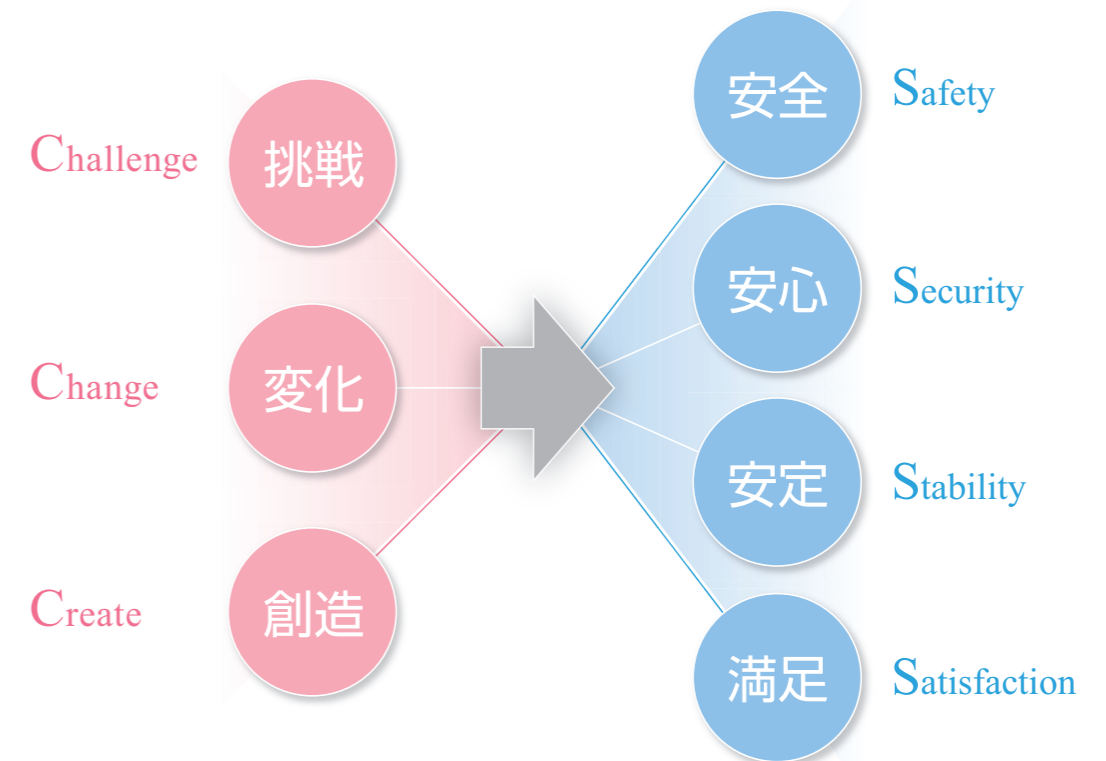 Challenge
挑戦
Change
変化
Create
創造
安全
Safety
安心
Security
安定
Stability
満足
Satisfaction